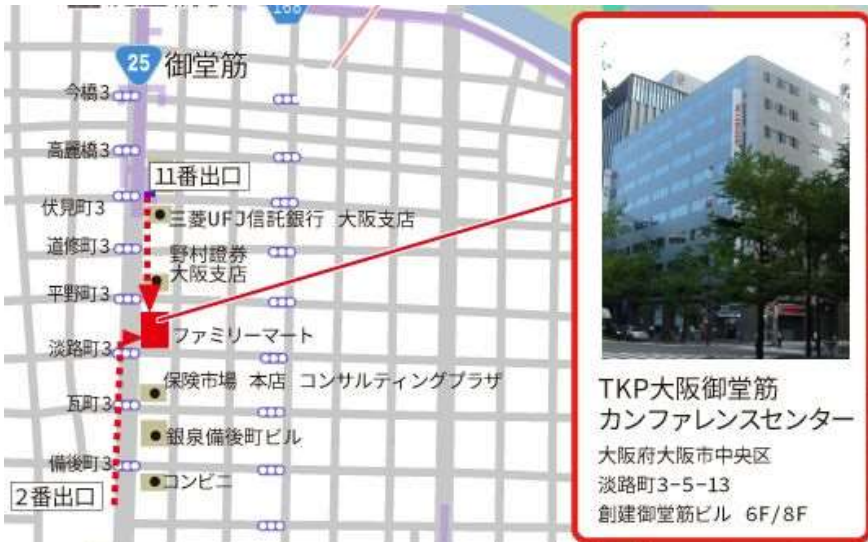 168
25
御堂筋
今橋3
高麗橋3
11番出口
伏見町3
三菱UFJ信託銀行 大阪支店
道修町3
野村證券
大阪支店
平野町3
ファミリーマート
淡路町3
保険市場 本店 コンサルティングプラザ
瓦町3
銀泉備後町ビル
備後町3
コンビニ
2番出口
TKP大阪御堂筋
カンファレンスセンター
大阪府大阪市中央区
淡路町3-5-13
創建御堂筋ビル 6F/8F